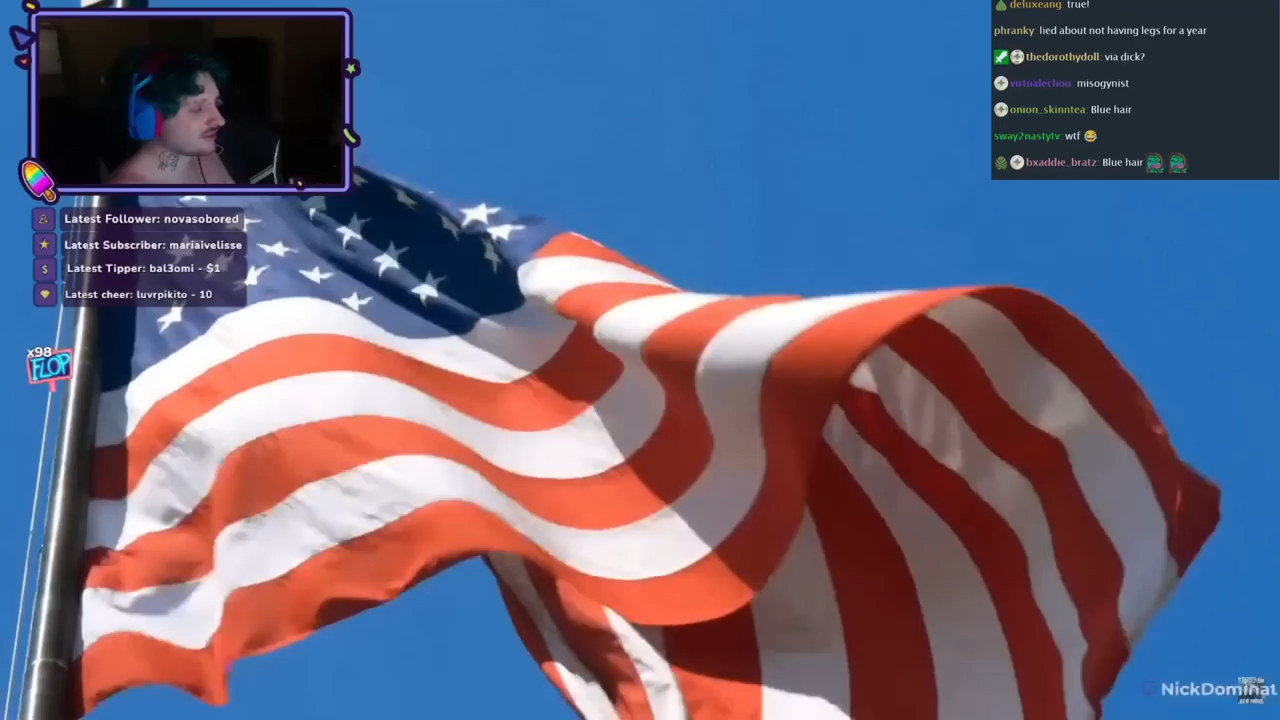 deluxeang: true!
phranky: lied about not having legs for a year
thedorothydoll: via dick?
virtualechoo: misogynist
onion_skinntea: Blue hair
sway2nastytv: wtf 😂
bxaddie_bratz: Blue hair
Latest Follower: novasobored
Latest Subscriber: mariaivelisse
Latest Tipper: bal3omi - $1
Latest cheer: luvrpikito - 10
x98
FLOP
NickDominat